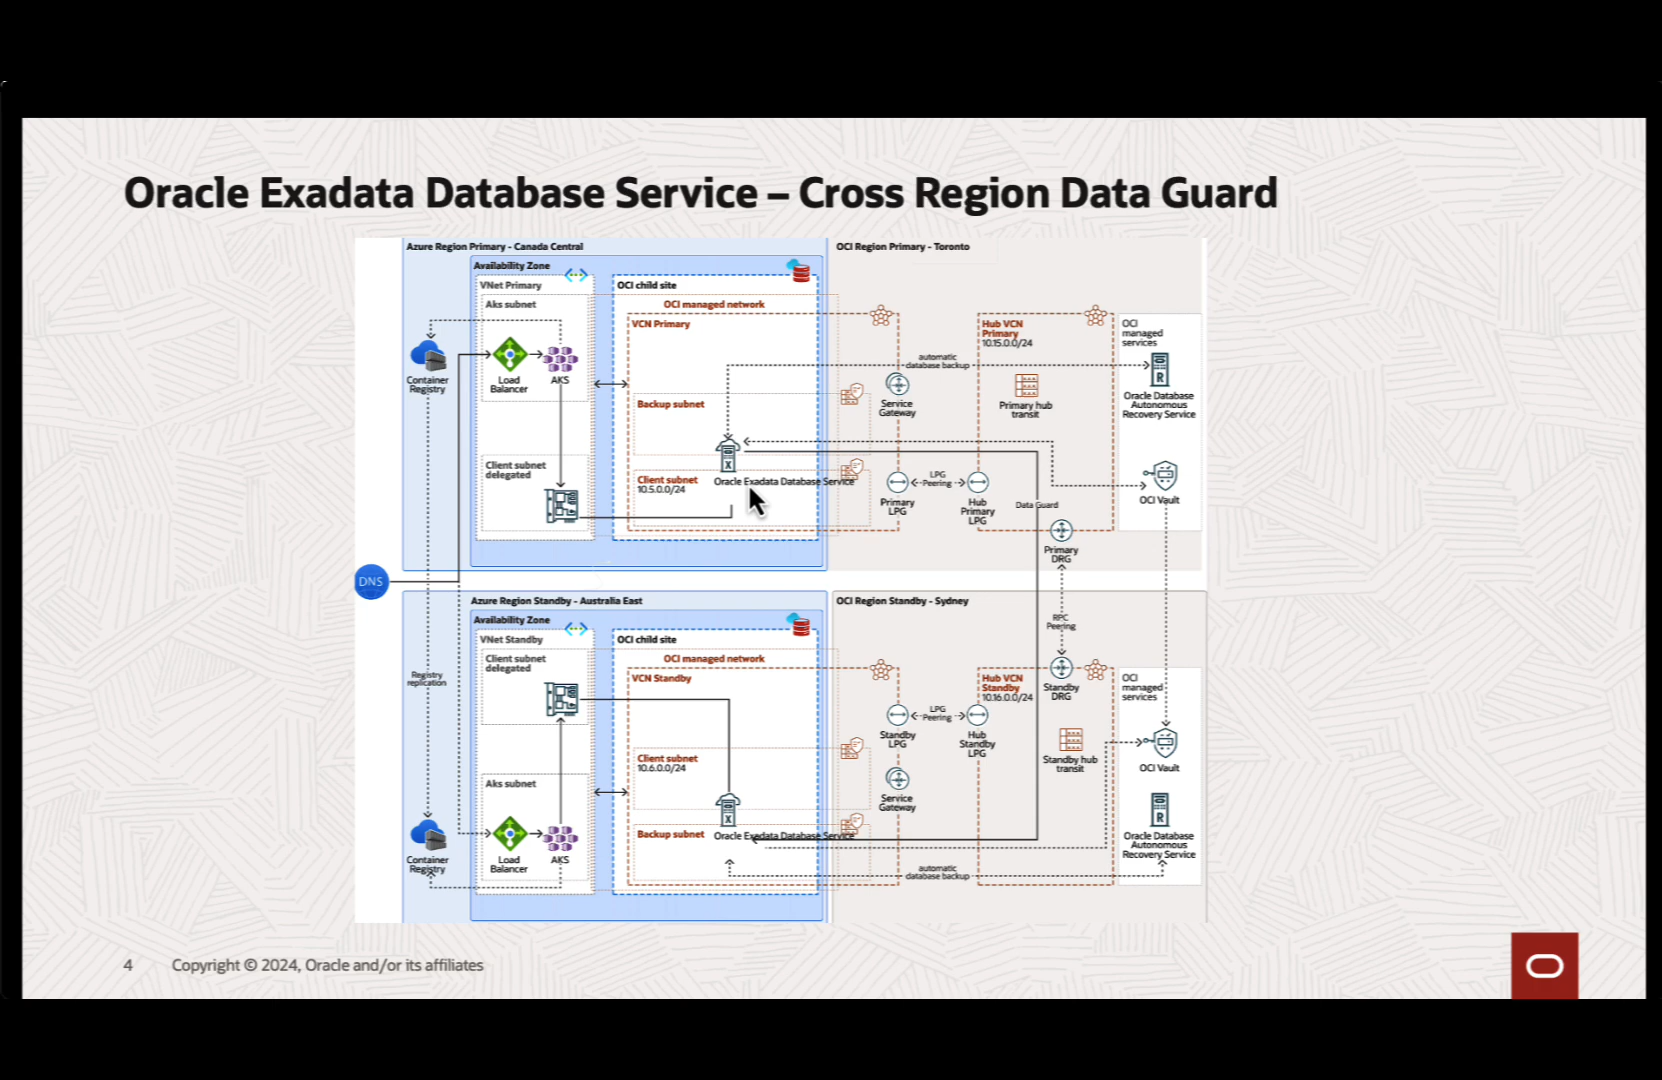 Oracle Exadata Database Service – Cross Region Data Guard
Azure Region Primary - Canada Central
OCI Region Primary - Toronto
Availability Zone
VNet Primary
OCI child site
Aks subnet
OCI managed network
VCN Primary
Hub VCN
Primary
10.15.0.0/24
OCI
managed
services
automatic
database backup
Container
Registry
Load
Balancer
AKS
Backup subnet
Service
Gateway
Primary hub
transit
Oracle Database
Autonomous
Recovery Service
Client subnet
delegated
Client subnet
10.5.0.0/24
Oracle Exadata Database Service
Primary
LPG
LPG
Peering
Hub
Primary
LPG
Data Guard
OCI Vault
Primary
DRG
DNS
Azure Region Standby - Australia East
OCI Region Standby - Sydney
Availability Zone
RPC
Peering
VNet Standby
OCI child site
Client subnet
delegated
OCI managed network
VCN Standby
Hub VCN
Standby
10.16.0.0/24
Standby
DRG
OCI
managed
services
Registry
replication
LPG
Peering
Standby
LPG
Hub
Standby
LPG
Client subnet
10.6.0.0/24
Standby hub
transit
OCI Vault
Aks subnet
Service
Gateway
Backup subnet
Oracle Exadata Database Service
Oracle Database
Autonomous
Recovery Service
Container
Registry
Load
Balancer
AKS
automatic
database backup
4
Copyright © 2024, Oracle and/or its affiliates